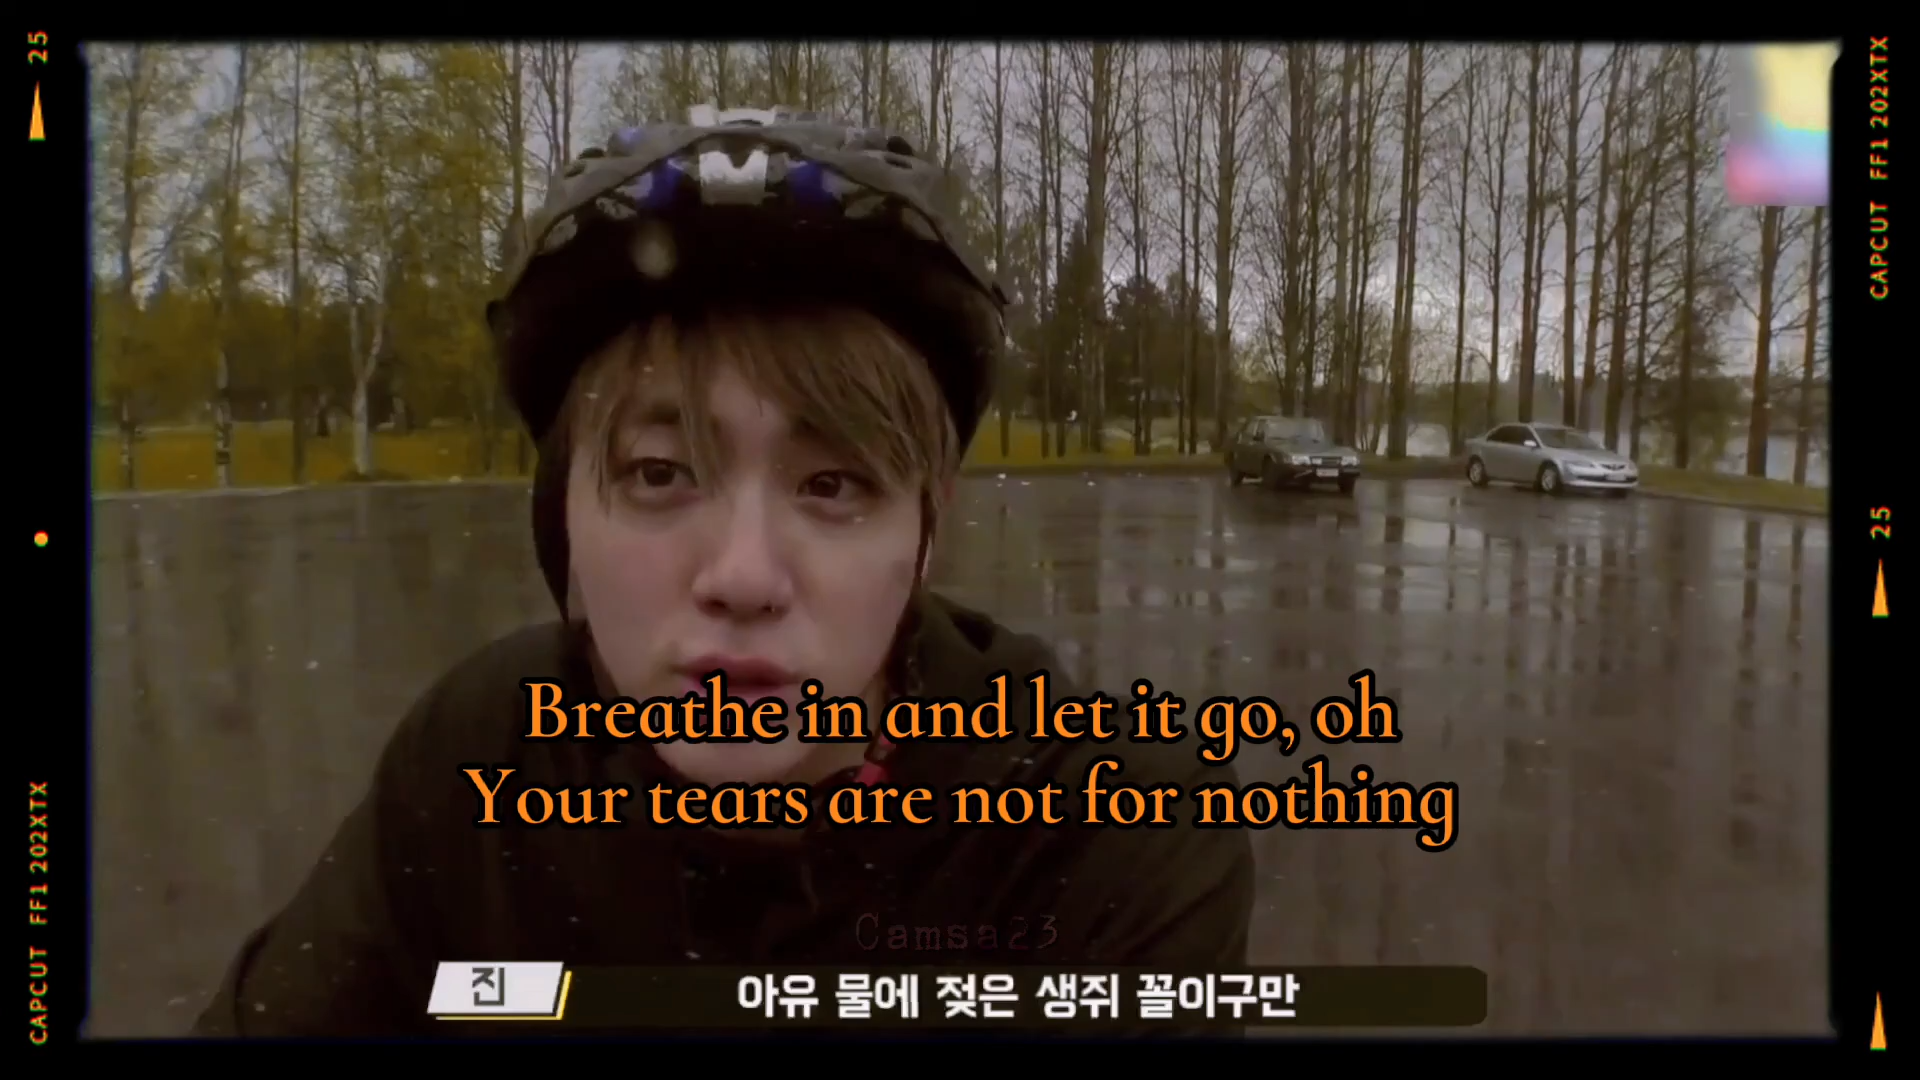 25
CAPCUT FF1 202XTX
CAPCUT FF1 202XTX
25
Breathe in and let it go, oh
Your tears are not for nothing
Camsa23
진
아유 물에 젖은 생쥐 꼴이구만